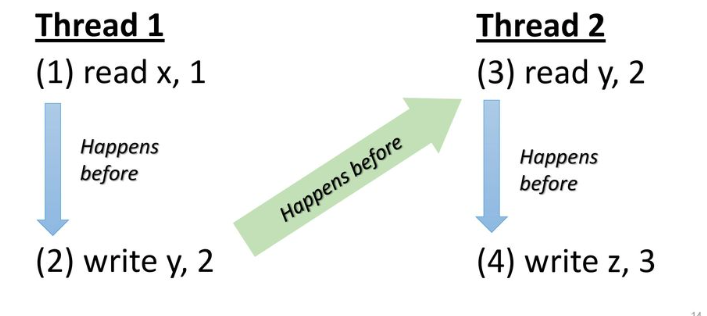 Thread 1
(1) read x, 1
Happens
before
(2) write y, 2
Happens before
Thread 2
(3) read y, 2
Happens
before
(4) write z, 3
14